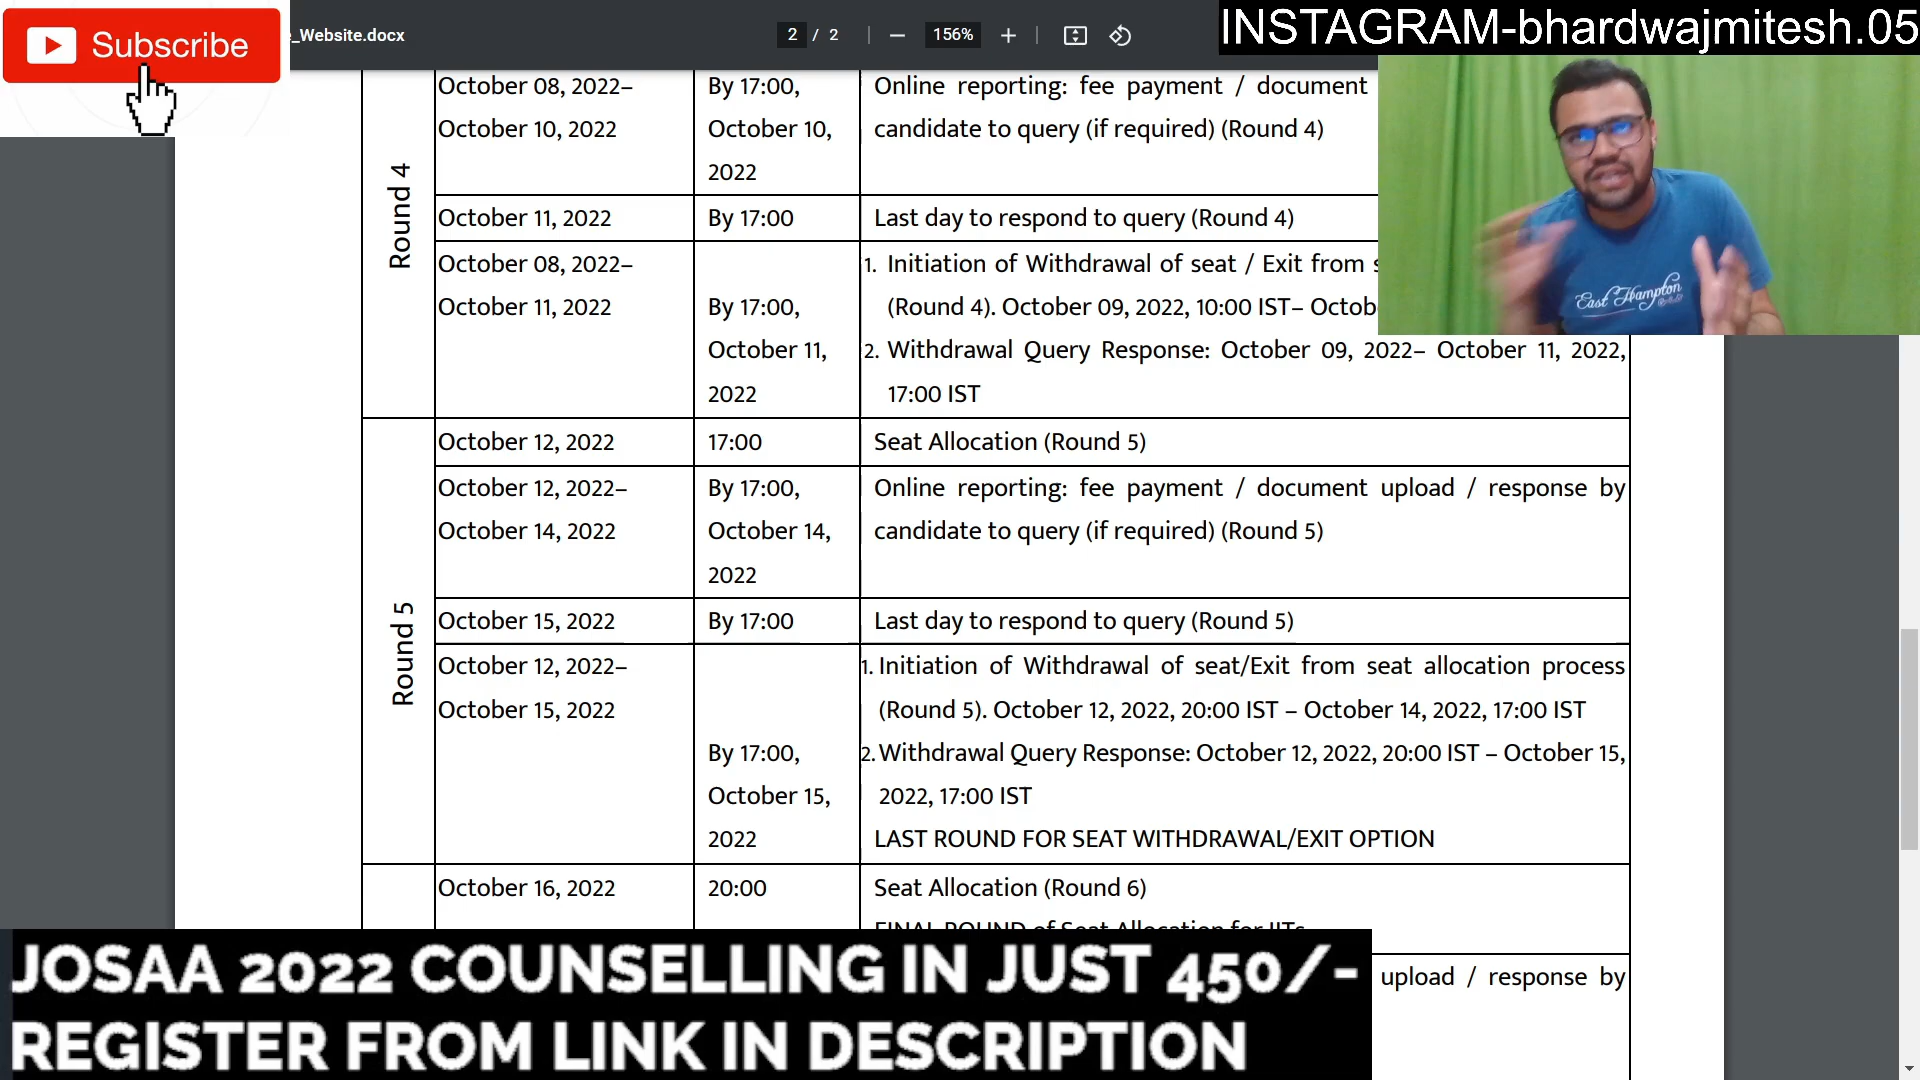 Subscribe
_Website.docx
2 / 2
156%
INSTAGRAM-bhardwajmitesh.05
Round 4
October 08, 2022–
October 10, 2022
By 17:00,
October 10,
2022
Online reporting: fee payment / document
candidate to query (if required) (Round 4)
October 11, 2022
By 17:00
Last day to respond to query (Round 4)
October 08, 2022–
October 11, 2022
By 17:00,
October 11,
2022
1. Initiation of Withdrawal of seat / Exit from
(Round 4). October 09, 2022, 10:00 IST–
2. Withdrawal Query Response: October 09, 2022– October 11, 2022,
17:00 IST
East Hampton
Round 5
October 12, 2022
17:00
Seat Allocation (Round 5)
October 12, 2022–
October 14, 2022
By 17:00,
October 14,
2022
Online reporting: fee payment / document upload / response by
candidate to query (if required) (Round 5)
October 15, 2022
By 17:00
Last day to respond to query (Round 5)
October 12, 2022–
October 15, 2022
By 17:00,
October 15,
2022
1. Initiation of Withdrawal of seat/Exit from seat allocation process
(Round 5). October 12, 2022, 20:00 IST – October 14, 2022, 17:00 IST
2. Withdrawal Query Response: October 12, 2022, 20:00 IST – October 15,
2022, 17:00 IST
LAST ROUND FOR SEAT WITHDRAWAL/EXIT OPTION
October 16, 2022
20:00
Seat Allocation (Round 6)
FINAL ROUND of Seat Allocation for IITs
upload / response by
JOSAA 2022 COUNSELLING IN JUST 450/-
REGISTER FROM LINK IN DESCRIPTION